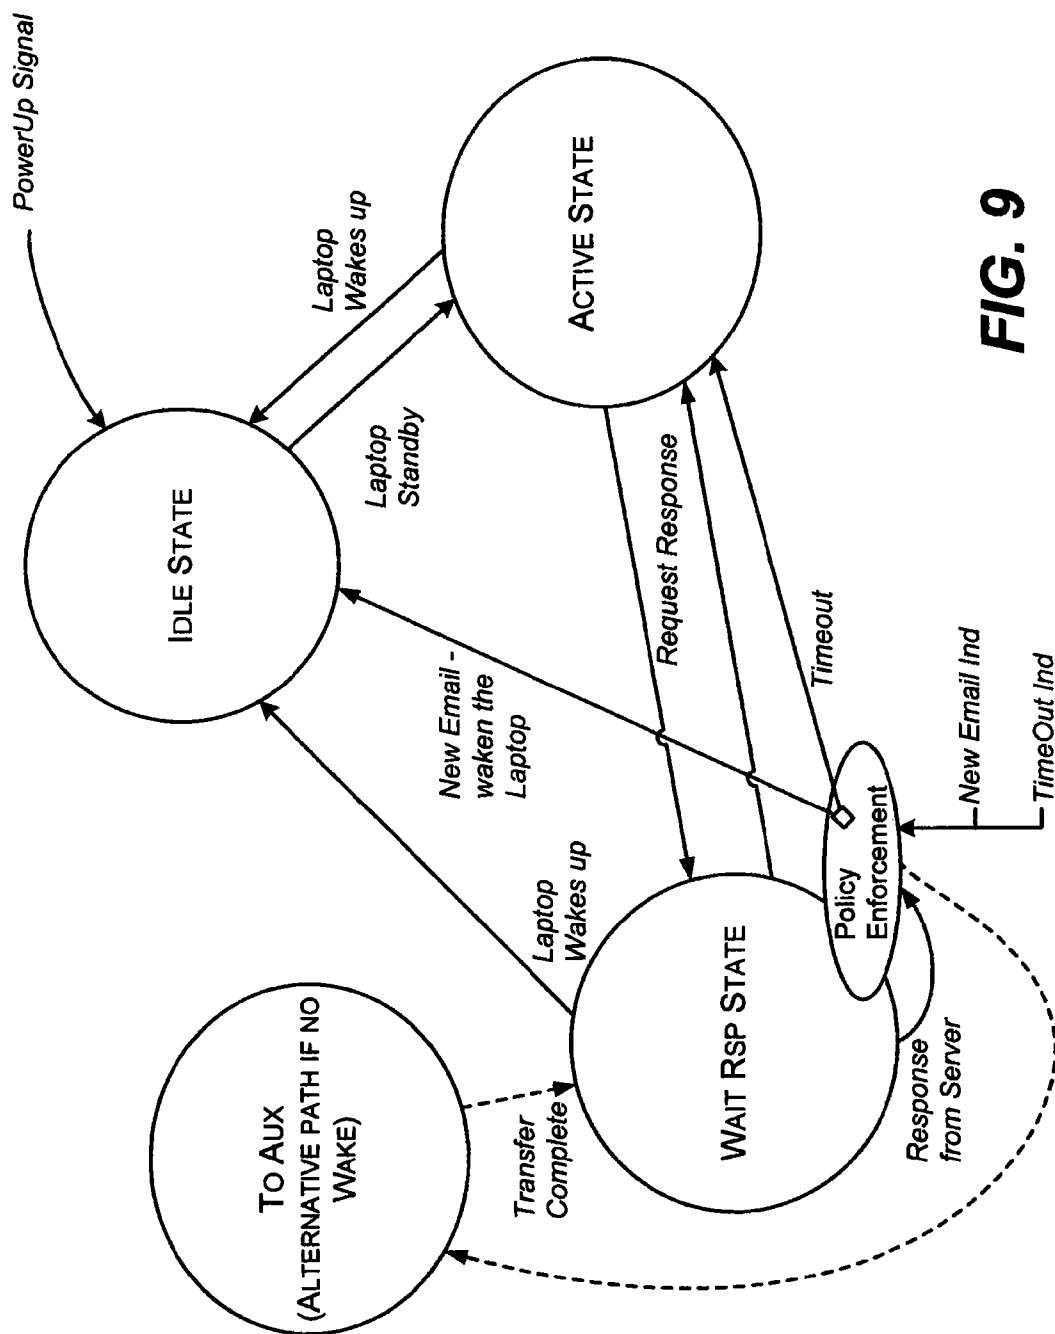 PowerUp Signal
IDLE STATE
Laptop
Wakes up
Laptop
Standby
ACTIVE STATE
New Email -
waken the
Laptop
Laptop
Wakes up
Request Response
Timeout
TO AUX
(ALTERNATIVE PATH IF NO
WAKE)
Transfer
Complete
WAIT RSP STATE
Policy
Enforcement
Response
from Server
New Email Ind
TimeOut Ind
FIG. 9